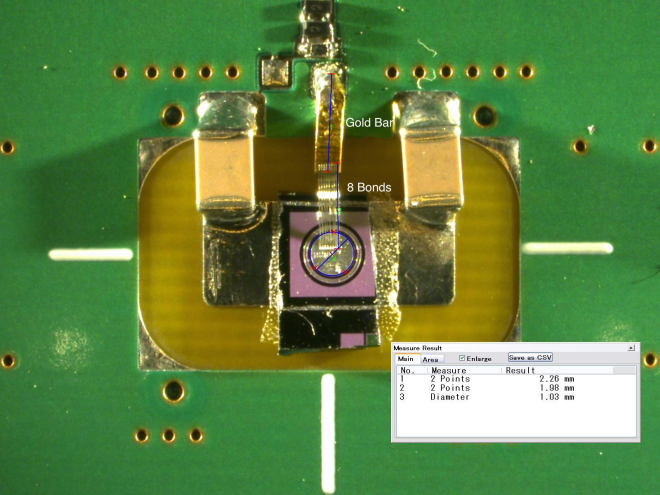 Gold Bar
8 Bonds
Measure Result
Main Area Enlarge Save as CSV
No. Measure Result
1 2 Points 2.26 mm
2 2 Points 1.98 mm
3 Diameter 1.03 mm